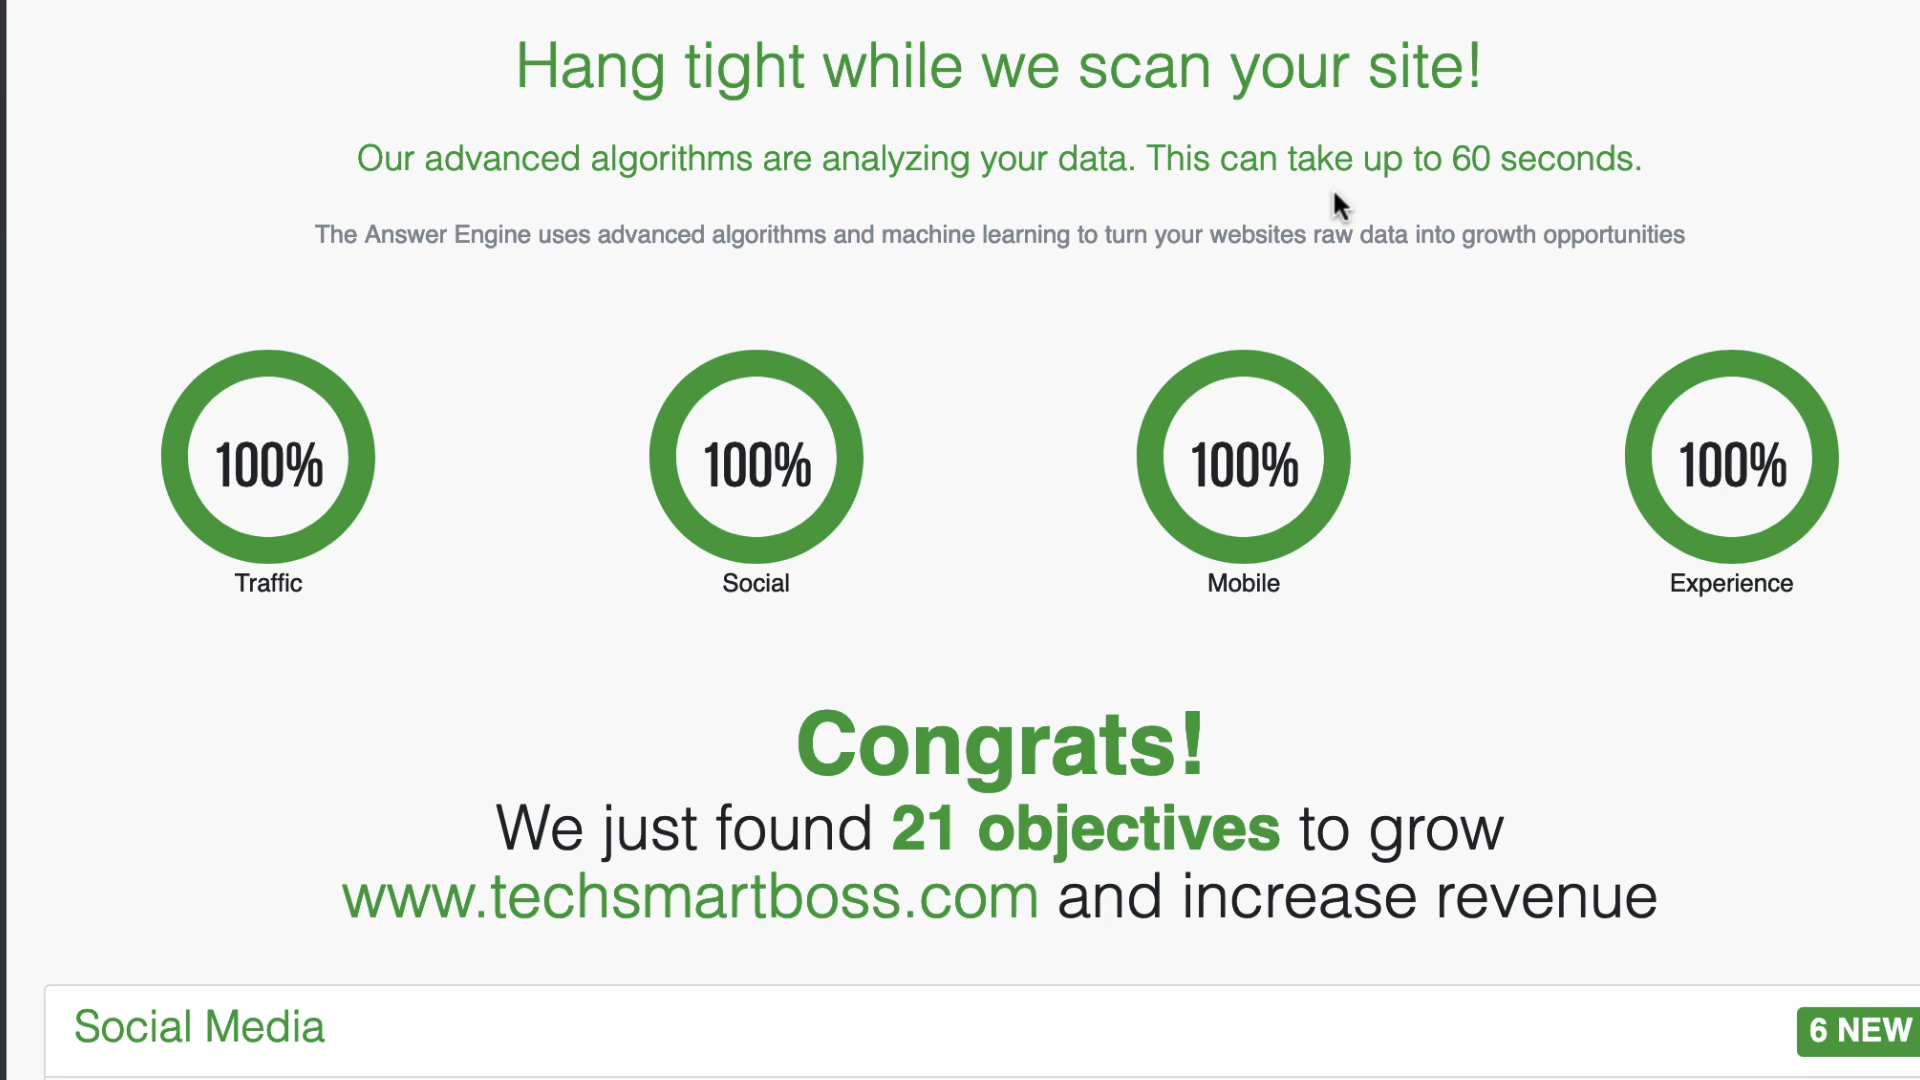 Hang tight while we scan your site!
Our advanced algorithms are analyzing your data. This can take up to 60 seconds.
The Answer Engine uses advanced algorithms and machine learning to turn your websites raw data into growth opportunities
100% 100% 100% 100%
Traffic Social Mobile Experience
Congrats!
We just found 21 objectives to grow
www.techsmartboss.com and increase revenue
Social Media 6 NEW